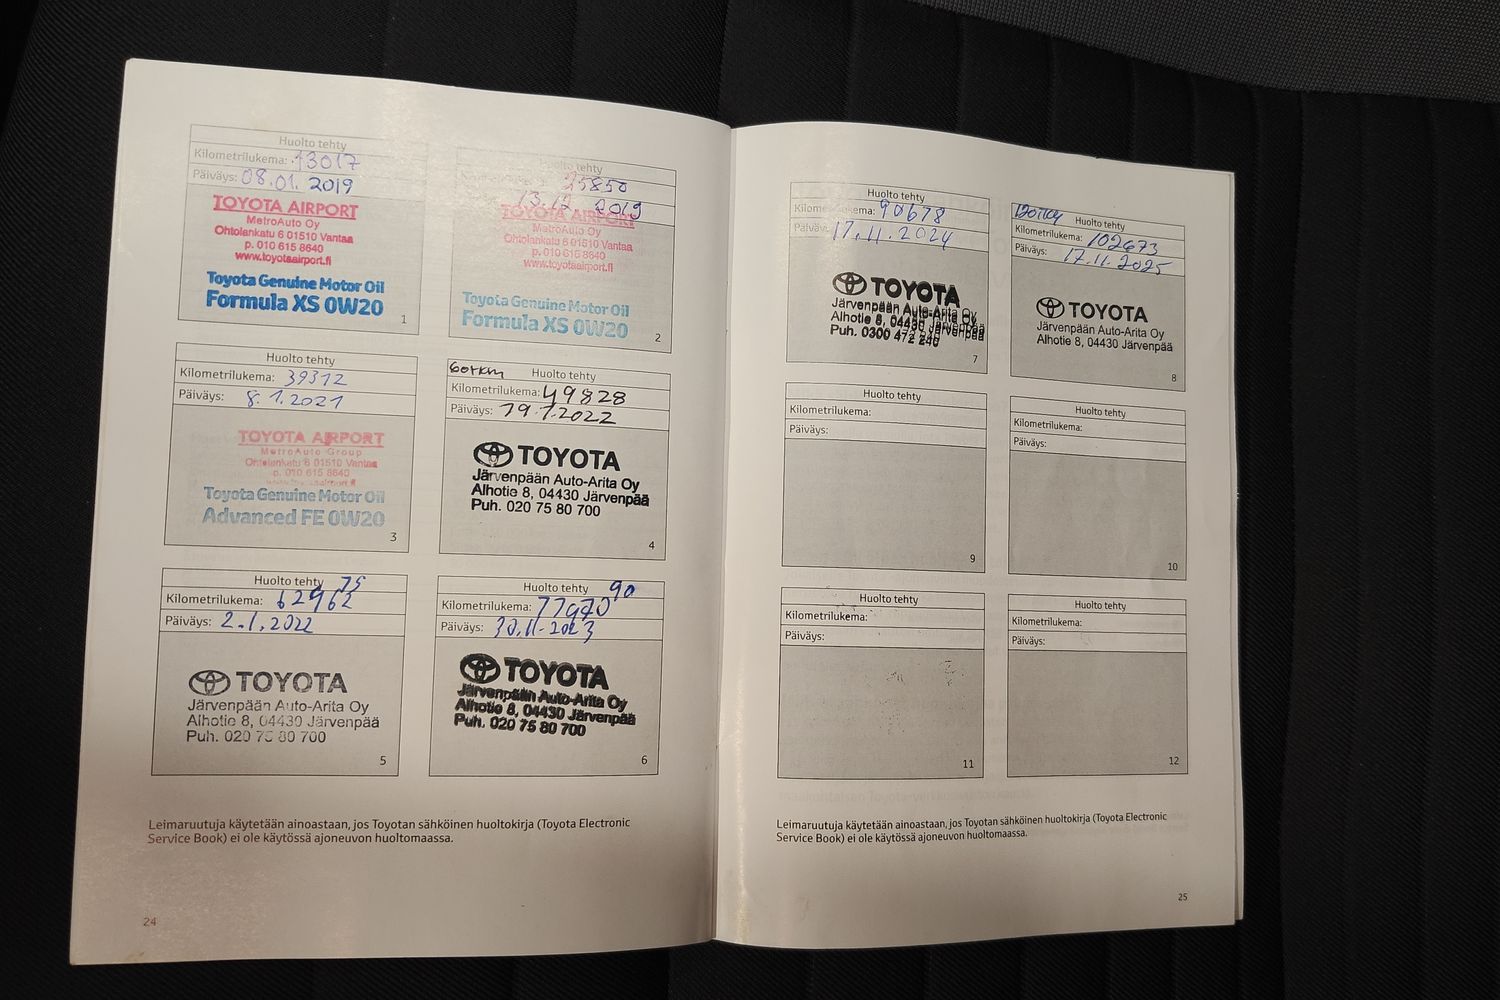 Huolto tehty
Kilometrilukema: 13017
Päiväys: 08.01. 2019
TOYOTA AIRPORT
MetroAuto Oy
Ohtolankatu 6 01510 Vantaa
p. 010 615 8640
www.toyotaairport.fi
Toyota Genuine Motor Oil
Formula XS 0W20
1
Huolto tehty
25850
13.12 2019
TOYOTA AIRPORT
MetroAuto Oy
Ohtolankatu 6 01510 Vantaa
p. 010 615 8640
www.toyotaairport.fi
Toyota Genuine Motor Oil
Formula XS 0W20
2
Huolto tehty
Kilometrilukema: 39312
Päiväys: 8.1.2021
TOYOTA AIRPORT
MetroAuto Group
Ohtolankatu 6 01510 Vantaa
p. 010 615 8640
Toyota Genuine Motor Oil
Advanced FE 0W20
3
60tkm Huolto tehty
Kilometrilukema: 49828
Päiväys: 19.1.2022
TOYOTA
Järvenpään Auto-Arita Oy
Alhotie 8, 04430 Järvenpää
Puh. 020 75 80 700
4
Huolto tehty 75
Kilometrilukema: 62962
Päiväys: 2.1.2022
TOYOTA
Järvenpään Auto-Arita Oy
Alhotie 8, 04430 Järvenpää
Puh. 020 75 80 700
5
Huolto tehty 90
Kilometrilukema: 77970
Päiväys: 30.11.2023
TOYOTA
Järvenpään Auto-Arita Oy
Alhotie 8, 04430 Järvenpää
Puh. 020 75 80 700
6
Leimaruutuja käytetään ainoastaan, jos Toyotan sähköinen huoltokirja (Toyota Electronic
Service Book) ei ole käytössä ajoneuvon huoltomaassa.
24
Huolto tehty
Kilometrilukema: 90678
Päiväys: 17.11.2024
TOYOTA
Järvenpään Auto-Arita Oy
Alhotie 8, 04430 Järvenpää
Puh. 0300 472 240
7
Huolto tehty
Kilometrilukema: 102673
Päiväys: 17.11.2025
TOYOTA
Järvenpään Auto-Arita Oy
Alhotie 8, 04430 Järvenpää
8
Huolto tehty
Kilometrilukema:
Päiväys:
9
Huolto tehty
Kilometrilukema:
Päiväys:
10
Huolto tehty
Kilometrilukema:
Päiväys:
11
Huolto tehty
Kilometrilukema:
Päiväys:
12
Leimaruutuja käytetään ainoastaan, jos Toyotan sähköinen huoltokirja (Toyota Electronic
Service Book) ei ole käytössä ajoneuvon huoltomaassa.
25